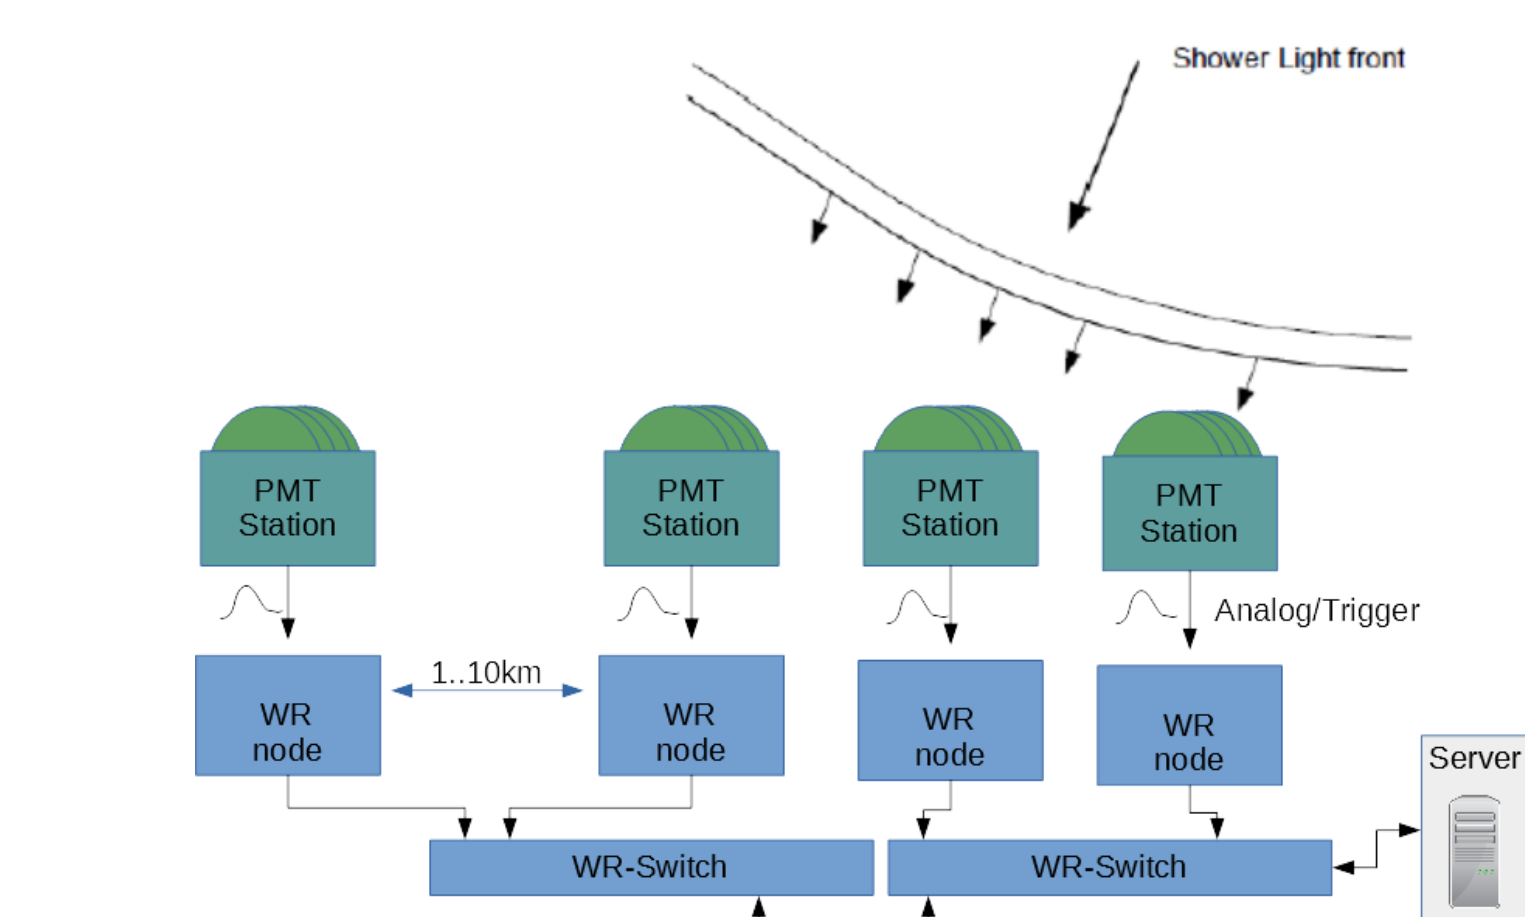 Shower Light front
PMT
Station
PMT
Station
PMT
Station
PMT
Station
Analog/Trigger
1..10km
WR
node
WR
node
WR
node
WR
node
Server
WR-Switch
WR-Switch